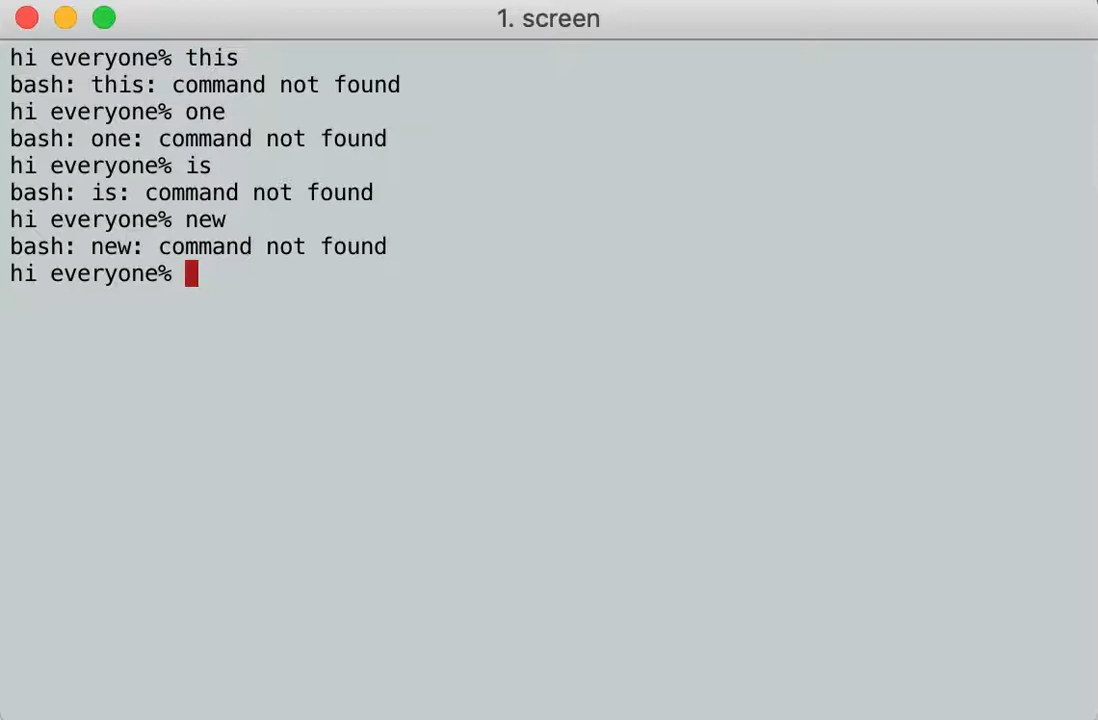 1. screen
hi everyone% this
bash: this: command not found
hi everyone% one
bash: one: command not found
hi everyone% is
bash: is: command not found
hi everyone% new
bash: new: command not found
hi everyone%